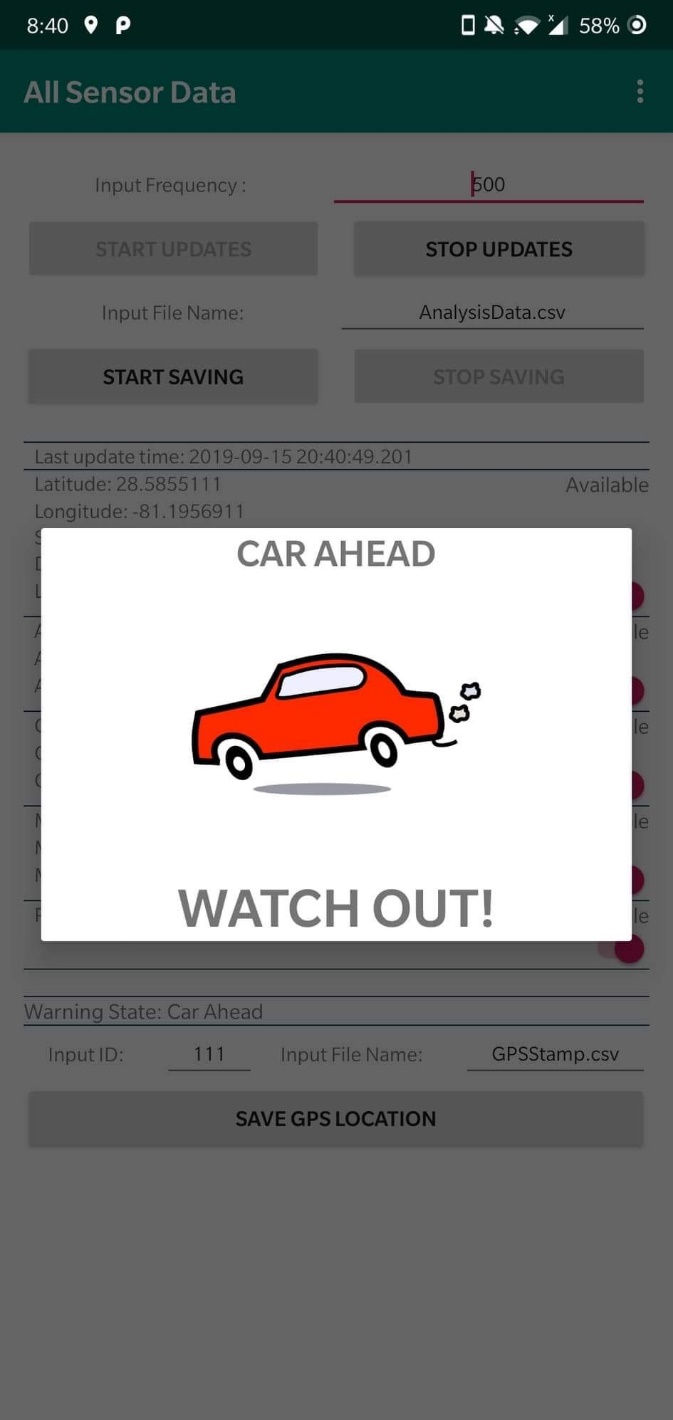 8:40 58%
All Sensor Data
Input Frequency : 500
START UPDATES STOP UPDATES
Input File Name: AnalysisData.csv
START SAVING STOP SAVING
Last update time: 2019-09-15 20:40:49.201
Latitude: 28.5855111 Available
Longitude: -81.1956911
CAR AHEAD
WATCH OUT!
Warning State: Car Ahead
Input ID: 111 Input File Name: GPSStamp.csv
SAVE GPS LOCATION